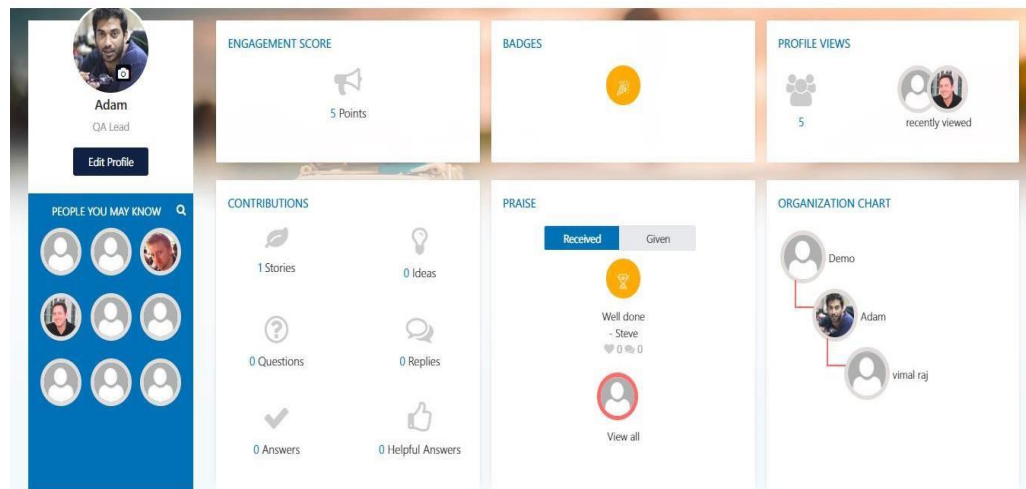 Adam
QA Lead
Edit Profile
PEOPLE YOU MAY KNOW
ENGAGEMENT SCORE
5 Points
BADGES
PROFILE VIEWS
5
recently viewed
CONTRIBUTIONS
1 Stories
0 Ideas
0 Questions
0 Replies
0 Answers
0 Helpful Answers
PRAISE
Received Given
Well done
- Steve
0 0
View all
ORGANIZATION CHART
Demo
Adam
vimal raj